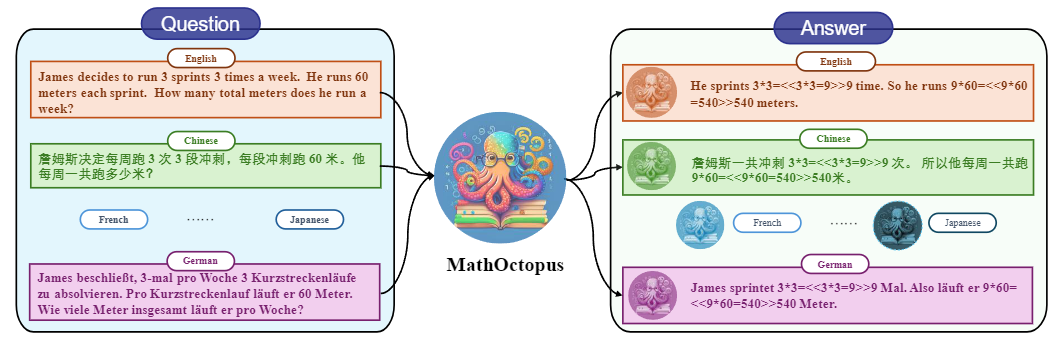 Question
English
James decides to run 3 sprints 3 times a week. He runs 60
meters each sprint. How many total meters does he run a
week?
Chinese
詹姆斯决定每周跑 3 次 3 段冲刺，每段冲刺跑 60 米。他
每周一共跑多少米？
French
……
Japanese
German
James beschließt, 3-mal pro Woche 3 Kurzstreckenläufe
zu absolvieren. Pro Kurzstreckenlauf läuft er 60 Meter.
Wie viele Meter insgesamt läuft er pro Woche?
MathOctopus
Answer
English
He sprints 3*3=<<3*3=9>>9 time. So he runs 9*60=<<9*60
=540>>540 meters.
Chinese
詹姆斯一共冲刺 3*3=<<3*3=9>>9 次。 所以他每周一共跑
9*60=<<9*60=540>>540米。
French
……
Japanese
German
James sprintet 3*3=<<3*3=9>>9 Mal. Also läuft er 9*60=
<<9*60=540>>540 Meter.